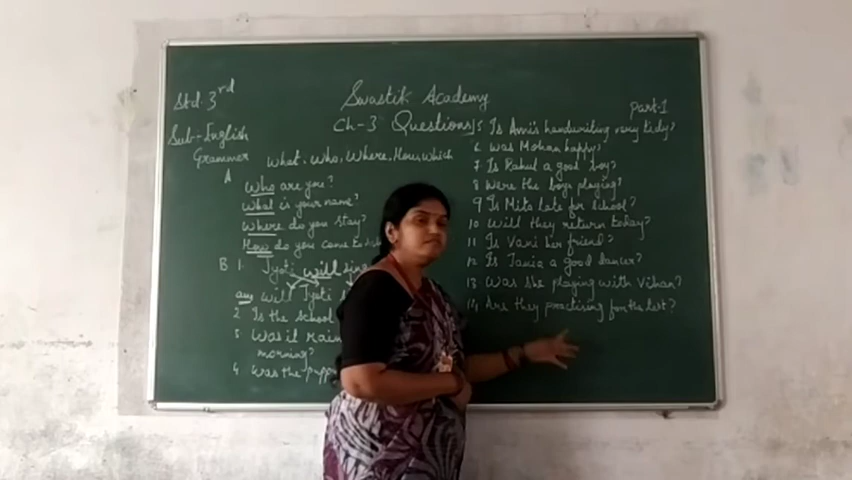 Std. 3rd
Swastik Academy
Part-1
Sub-English
Grammer
Ch-3 Questions
What. Who. Where. How. which
A
Who are you?
What is your name?
Where do you stay?
How do you come to
B 1. Jyoti will sing
ans Will Jyoti
2 Is the school
3 Was it rain
morning?
4 Was the
5 Is Avni's handwriting very tidy?
6 Was Mohan happy?
7. Is Rahul a good boy?
8 Were the boys playing?
9 Is Mita late for school?
10 Will they return today?
11 Is Vani her friend?
12 Is Tania a good dancer?
13 Was she playing with Vihan?
14 Are they practising for the test?